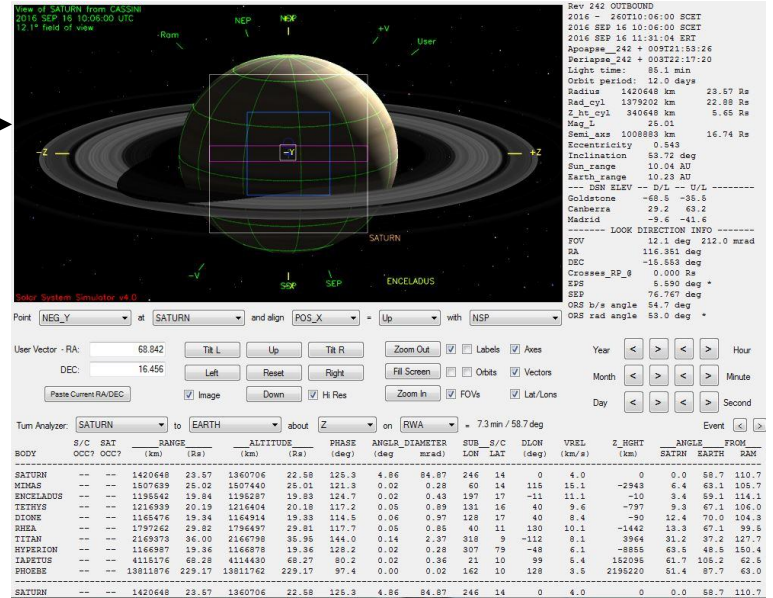 View of SATURN from CASSINI
2016 SEP 16 10:06:00 UTC
12.1° field of view
Ram
NEP
+V
User
-Z
-Y
+Z
SATURN
-V
SEP
ENCELADUS
Solar System Simulator v4.0
Rev 242 OUTBOUND
2016 - 260T10:06:00 SCET
2016 SEP 16 10:06:00 SCET
2016 SEP 16 11:31:04 ERT
Apoapse__242 + 009T21:53:26
Periapse_242 + 003T22:17:20
Light time: 85.1 min
Orbit period: 12.0 days
Radius 1420648 km 23.57 Rs
Rad_cyl 1379202 km 22.88 Rs
Z_ht_cyl 340648 km 5.65 Rs
Mag_L 25.01
Semi_axs 1008883 km 16.74 Rs
Eccentricity 0.543
Inclination 53.72 deg
Sun_range 10.04 AU
Earth_range 10.23 AU
--- DSN ELEV -- D/L -- U/L -------
Goldstone -68.5 -35.5
Canberra 29.2 63.2
Madrid -9.6 -41.6
------- LOOK DIRECTION INFO -------
FOV 12.1 deg 212.0 mrad
RA 116.351 deg
DEC -15.553 deg
Crosses_RP_@ 0.000 Rs
EPS 5.590 deg *
SEP 76.767 deg
ORS b/s angle 54.7 deg
ORS rad angle 53.0 deg *
Point NEG_Y at SATURN and align POS_X = Up with NSP
User Vector - RA: 68.842 Tilt L Up Tilt R Zoom Out Labels Axes Year < > < > Hour
DEC: 16.456 Left Reset Right Fill Screen Orbits Vectors Month < > < > Minute
Paste Current RA/DEC Image Down Hi Res Zoom In FOVs Lat/Lons Day < > < > Second
Turn Analyzer: SATURN to EARTH about Z on RWA = 7.3 min / 58.7 deg Event < >
S/C SAT RANGE ALTITUDE PHASE ANGLR_DIAMETER SUB__S/C DLON VREL Z_HGHT ANGLE FROM
BODY OCC? OCC? (km) (Rs) (km) (Rs) (deg) (deg) mrad) LON LAT (deg) (km/s) (km) SATRN EARTH RAM
SATURN -- -- 1420648 23.57 1360706 22.58 125.3 4.86 84.87 246 14 0 4.0 0 0.0 58.7 110.7
MIMAS -- -- 1507639 25.02 1507440 25.01 121.3 0.02 0.28 60 14 115 15.1 -2943 6.4 63.1 105.7
ENCELADUS -- -- 1195542 19.84 1195287 19.83 124.7 0.02 0.43 197 17 -11 11.1 -10 3.4 59.1 114.1
TETHYS -- -- 1216939 20.19 1216404 20.18 117.2 0.05 0.89 131 16 40 9.6 -797 9.3 67.1 106.0
DIONE -- -- 1165476 19.34 1164914 19.33 114.5 0.06 0.97 128 17 40 8.4 -90 12.4 70.0 104.3
RHEA -- -- 1797262 29.82 1796497 29.81 117.7 0.05 0.85 40 11 130 10.1 -1442 13.3 67.1 99.5
TITAN -- -- 2169373 36.00 2166798 35.95 144.0 0.14 2.37 318 9 -112 8.1 3964 31.2 37.2 127.7
HYPERION -- -- 1166987 19.36 1166878 19.36 128.2 0.02 0.28 307 79 -48 6.1 -8855 63.5 48.5 150.4
IAPETUS -- -- 4115176 68.28 4114430 68.27 80.2 0.02 0.36 21 10 99 5.4 152095 61.7 105.2 62.5
PHOEBE -- -- 13811876 229.17 13811762 229.17 97.4 0.00 0.02 162 10 128 3.5 2195220 51.4 87.7 63.0
SATURN -- -- 1420648 23.57 1360706 22.58 125.3 4.86 84.87 246 14 0 4.0 0 0.0 58.7 110.7